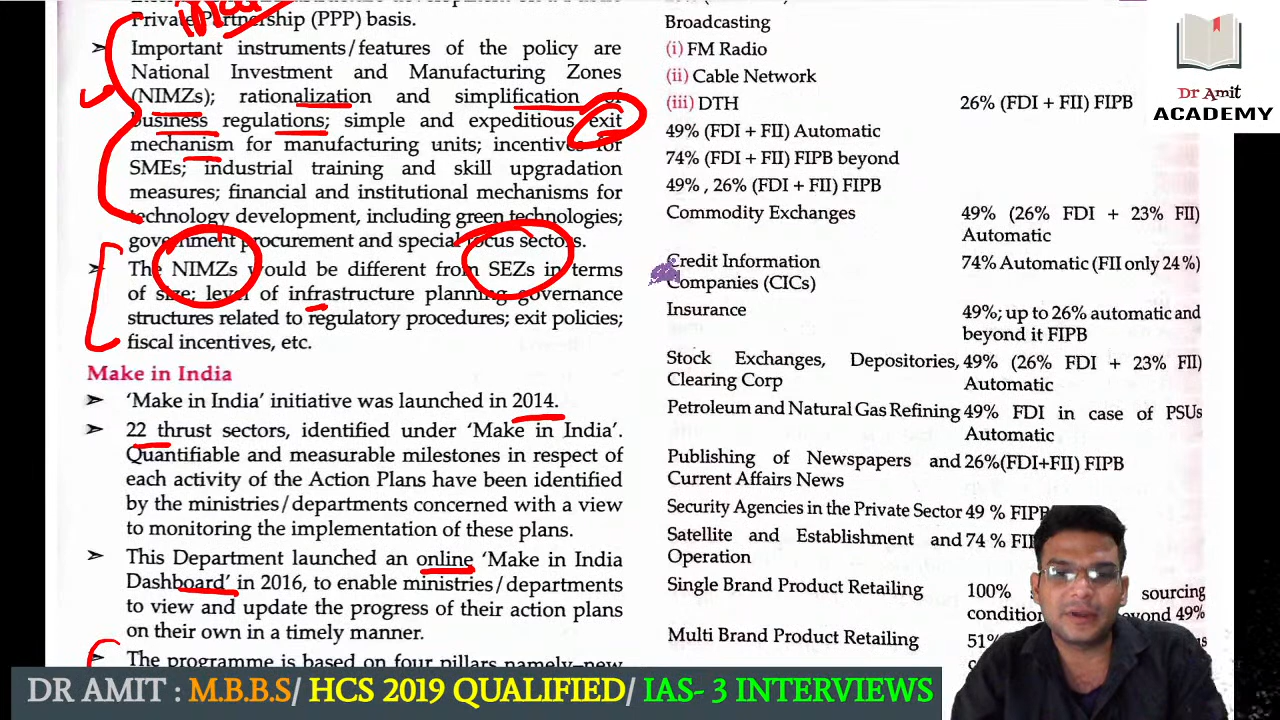 Private Partnership (PPP) basis.
➤ Important instruments/features of the policy are
National Investment and Manufacturing Zones
(NIMZs); rationalization and simplification of
business regulations; simple and expeditious exit
mechanism for manufacturing units; incentives for
SMEs; industrial training and skill upgradation
measures; financial and institutional mechanisms for
technology development, including green technologies;
government procurement and special focus sectors.
➤ The NIMZs would be different from SEZs in terms
of size; level of infrastructure planning governance
structures related to regulatory procedures; exit policies;
fiscal incentives, etc.
Make in India
➤ 'Make in India' initiative was launched in 2014.
➤ 22 thrust sectors, identified under 'Make in India'.
Quantifiable and measurable milestones in respect of
each activity of the Action Plans have been identified
by the ministries/departments concerned with a view
to monitoring the implementation of these plans.
➤ This Department launched an online 'Make in India
Dashboard' in 2016, to enable ministries/departments
to view and update the progress of their action plans
on their own in a timely manner.
➤ The programme is based on four pillars namely–new
Broadcasting
(i) FM Radio
(ii) Cable Network
(iii) DTH 26% (FDI + FII) FIPB
49% (FDI + FII) Automatic
74% (FDI + FII) FIPB beyond
49% , 26% (FDI + FII) FIPB
Commodity Exchanges 49% (26% FDI + 23% FII)
Automatic
Credit Information 74% Automatic (FII only 24%)
Companies (CICs)
Insurance 49%; up to 26% automatic and
beyond it FIPB
Stock Exchanges, Depositories, 49% (26% FDI + 23% FII)
Clearing Corp Automatic
Petroleum and Natural Gas Refining 49% FDI in case of PSUs
Automatic
Publishing of Newspapers and 26%(FDI+FII) FIPB
Current Affairs News
Security Agencies in the Private Sector 49 % FIPB
Satellite and Establishment and 74 %
Operation
Single Brand Product Retailing 100% sourcing
49%
Multi Brand Product Retailing 51%
Dr Amit
ACADEMY
DR AMIT : M.B.B.S/ HCS 2019 QUALIFIED/ IAS- 3 INTERVIEWS